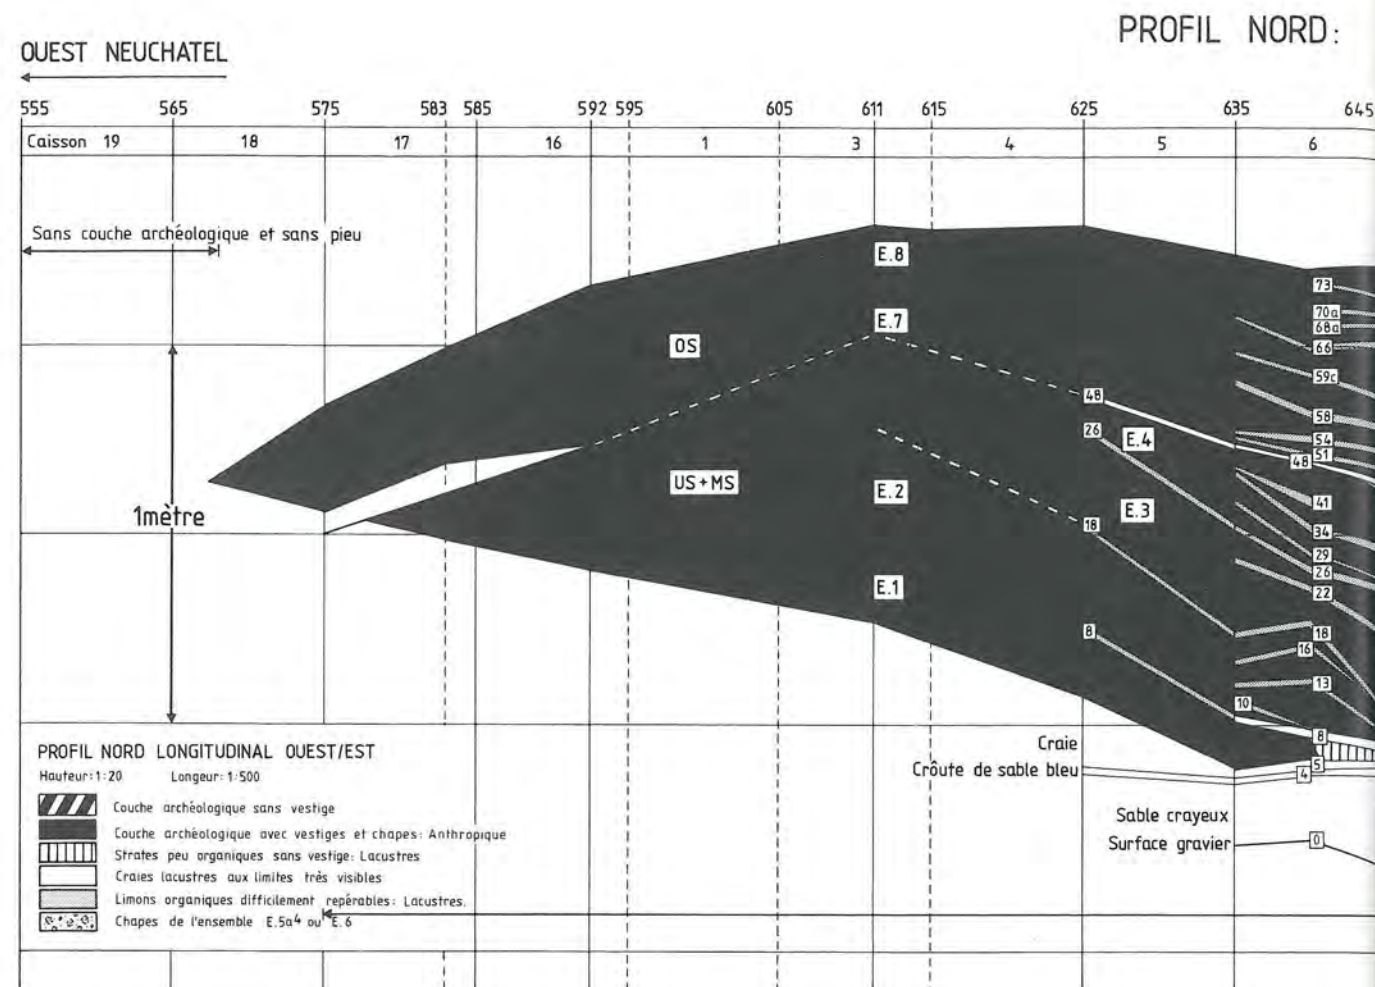 PROFIL NORD:
OUEST NEUCHATEL
555 565 575 583 585 592 595 605 611 615 625 635 645
Caisson 19 18 17 16 1 3 4 5 6
Sans couche archéologique et sans pieu
E.8
73
70a
E.7
68a
OS
66
59c
48
58
26
E.4
54
51
48
US+MS
E.2
41
1mètre
E.3
18
34
29
26
E.1
22
8
18
16
13
10
8
Craie
5
Crôute de sable bleu
4
Sable crayeux
Surface gravier
0
PROFIL NORD LONGITUDINAL OUEST/EST
Hauteur: 1:20 Longeur: 1:500
Couche archéologique sans vestige
Couche archéologique avec vestiges et chapes: Anthropique
Strates peu organiques sans vestige: Lacustres
Craies lacustres aux limites très visibles
Limons organiques difficilement repérables: Lacustres.
Chapes de l'ensemble E.5a4 ou E.6